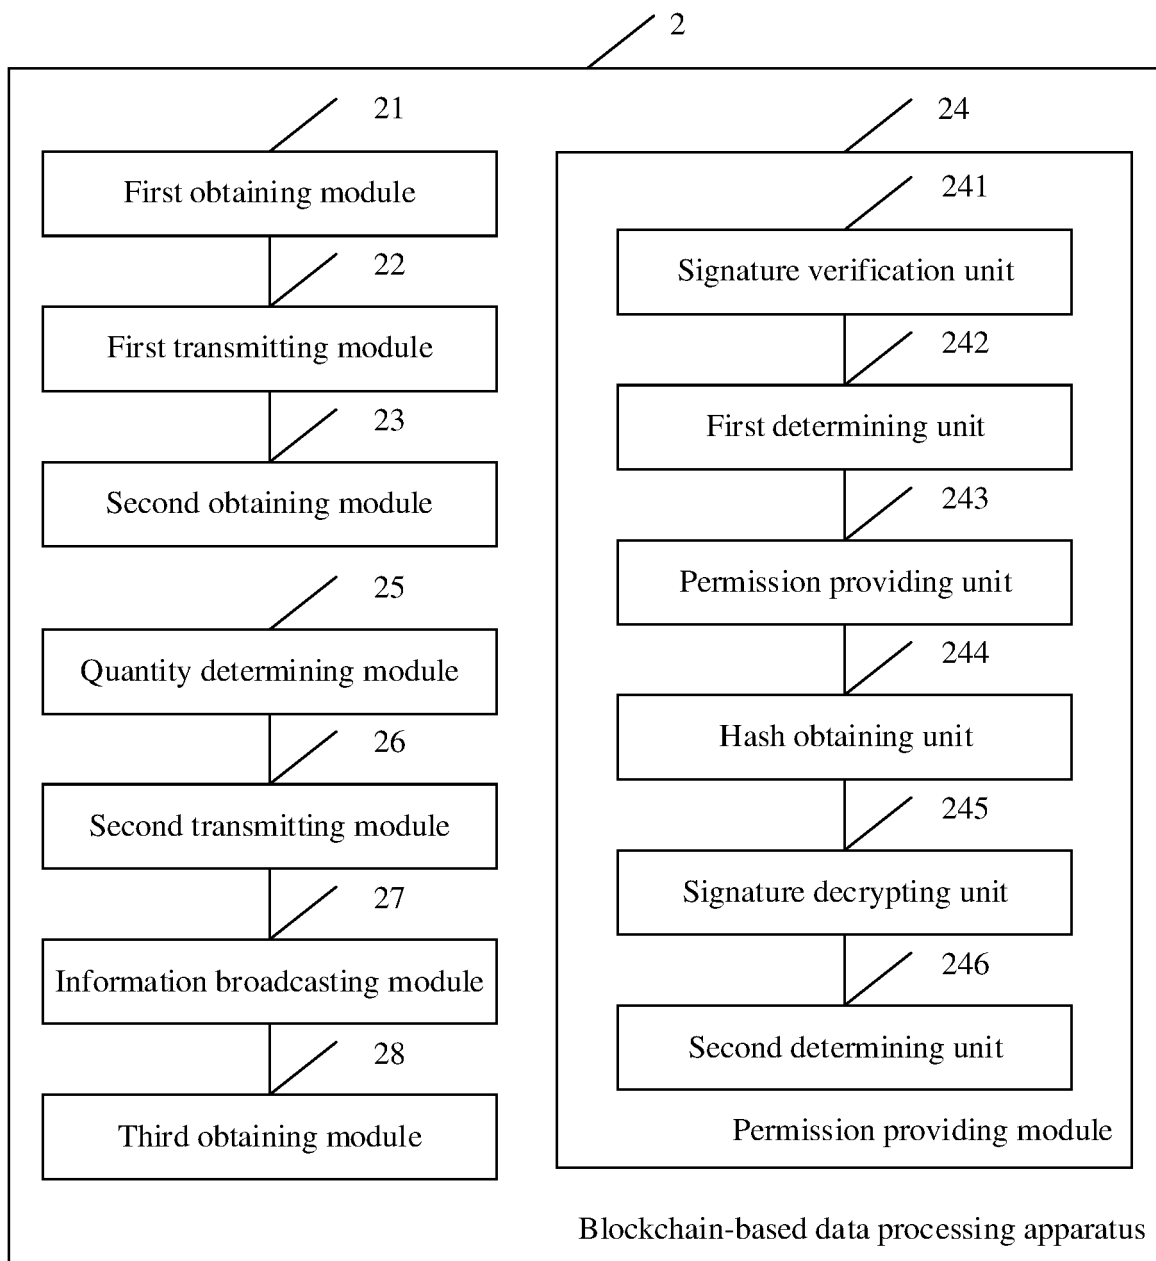 2
21
First obtaining module
22
First transmitting module
23
Second obtaining module
25
Quantity determining module
26
Second transmitting module
27
Information broadcasting module
28
Third obtaining module
24
241
Signature verification unit
242
First determining unit
243
Permission providing unit
244
Hash obtaining unit
245
Signature decrypting unit
246
Second determining unit
Permission providing module
Blockchain-based data processing apparatus